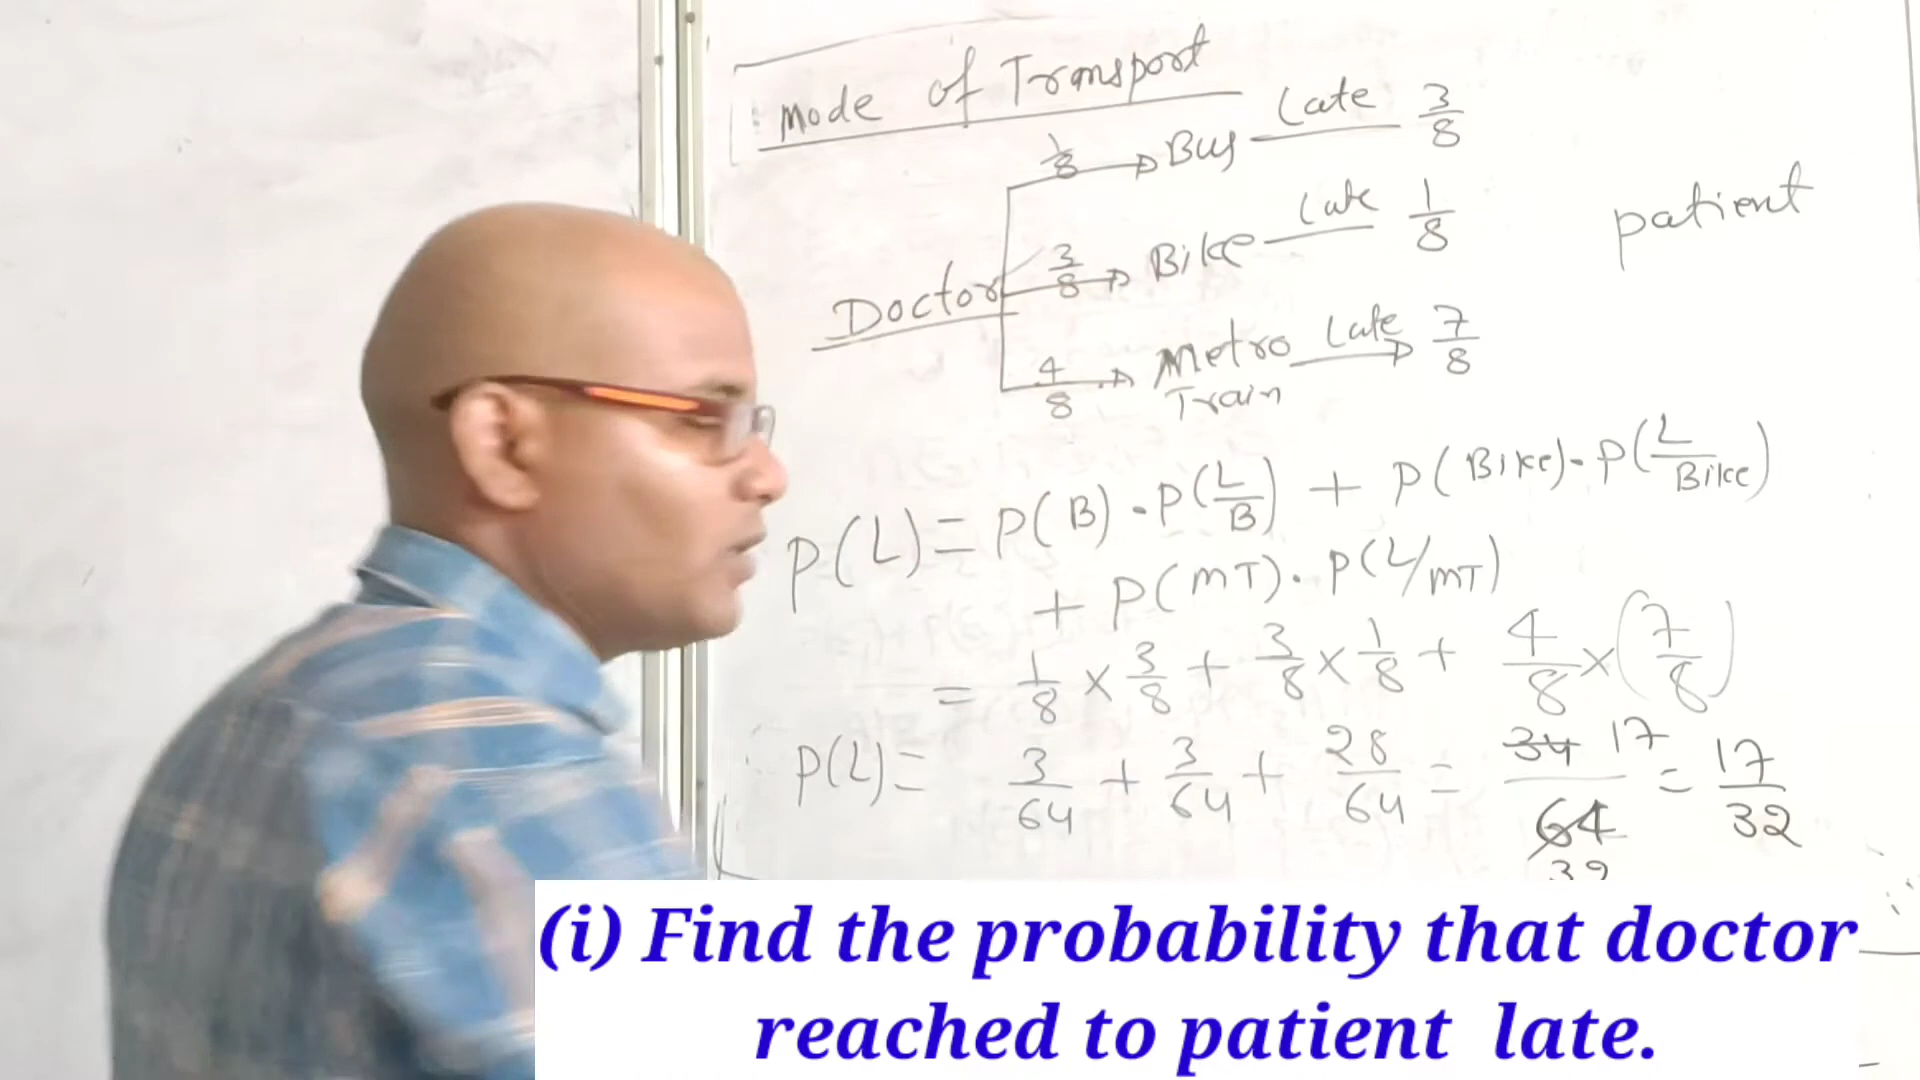 Mode of Transport
1/8 → Bus Late 3/8
Doctor 3/8 → Bike Late 1/8 patient
4/8 → Metro Train Late → 7/8
P(L) = P(B) · P(L/B) + P(Bike) · P(L/Bike)
+ P(MT) · P(L/MT)
= 1/8 × 3/8 + 3/8 × 1/8 + 4/8 × (7/8)
P(L) = 3/64 + 3/64 + 28/64 = 34 17 / 64 32 = 17/32
(i) Find the probability that doctor
reached to patient late.